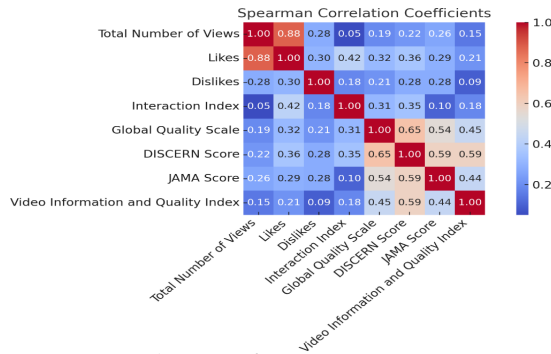 Spearman Correlation Coefficients
Total Number of Views 1.00 0.88 0.28 0.05 0.19 0.22 0.26 0.15
Likes 0.88 1.00 0.30 0.42 0.32 0.36 0.29 0.21
Dislikes 0.28 0.30 1.00 0.18 0.21 0.28 0.28 0.09
Interaction Index 0.05 0.42 0.18 1.00 0.31 0.35 0.10 0.18
Global Quality Scale 0.19 0.32 0.21 0.31 1.00 0.65 0.54 0.45
DISCERN Score 0.22 0.36 0.28 0.35 0.65 1.00 0.59 0.59
JAMA Score 0.26 0.29 0.28 0.10 0.54 0.59 1.00 0.44
Video Information and Quality Index 0.15 0.21 0.09 0.18 0.45 0.59 0.44 1.00
Total Number of Views
Likes
Dislikes
Interaction Index
Global Quality Scale
DISCERN Score
JAMA Score
Video Information and Quality Index
1.0
0.8
0.6
0.4
0.2